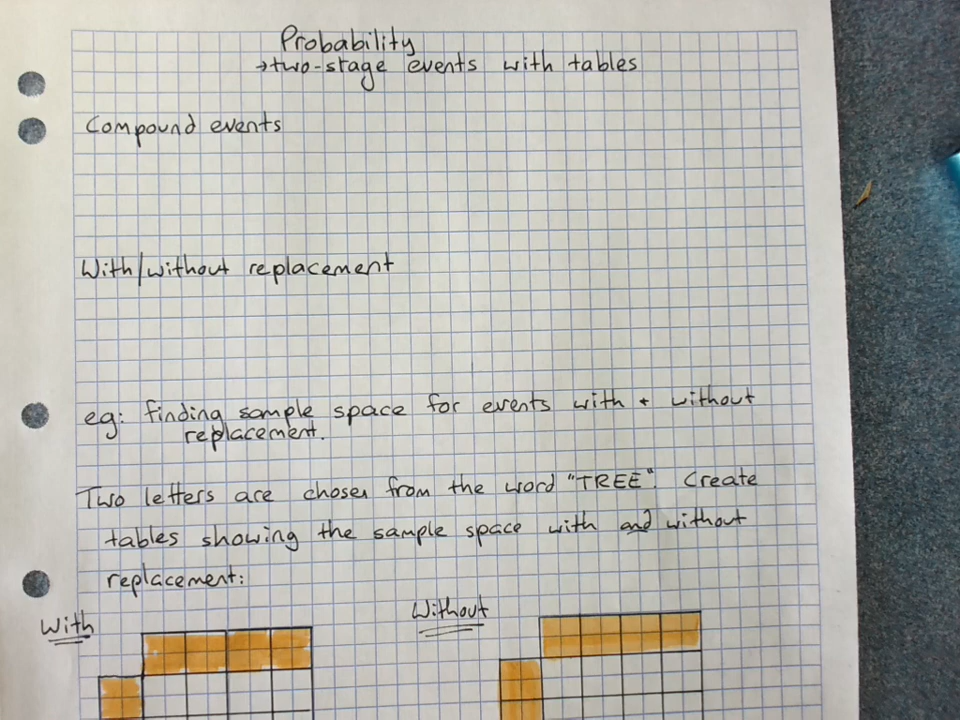 Probability
→two-stage events with tables
Compound events
With/without replacement
eg: finding sample space for events with + without
replacement.
Two letters are chosen from the word "TREE". Create
tables showing the sample space with and without
replacement:
With
Without